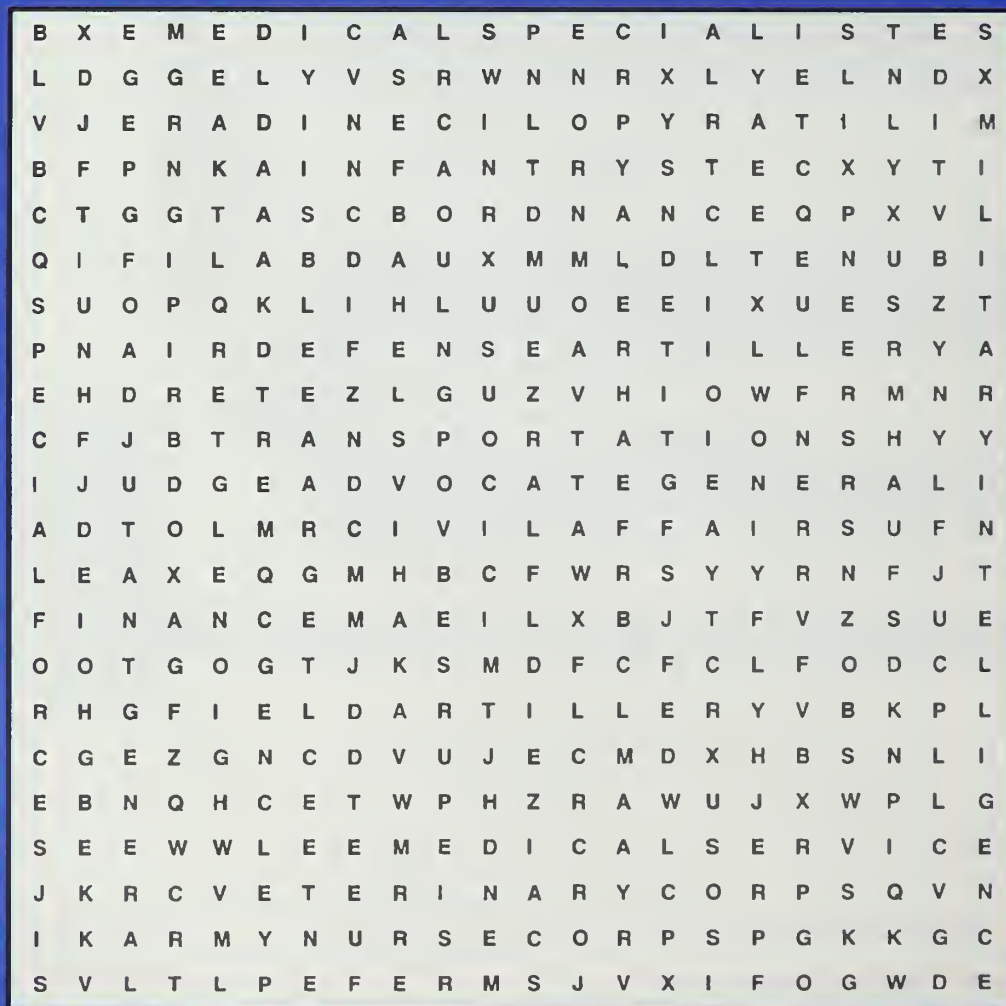 B X E M E D I C A L S P E C I A L I S T E S
L D G G E L Y V S R W N N R X L Y E L N D X
V J E R A D I N E C I L O P Y R A T I L I M
B F P N K A I N F A N T R Y S T E C X Y T I
C T G G T A S C B O R D N A N C E Q P X V L
Q I F I L A B D A U X M M L D L T E N U B I
S U O P Q K L I H L U U O E E I X U E S Z T
P N A I R D E F E N S E A R T I L L E R Y A
E H D R E T E Z L G U Z V H I O W F R M N R
C F J B T R A N S P O R T A T I O N S H Y Y
I J U D G E A D V O C A T E G E N E R A L I
A D T O L M R C I V I L A F F A I R S U F N
L E A X E Q G M H B C F W R S Y Y R N F J T
F I N A N C E M A E I L X B J T F V Z S U E
O O T G O G T J K S M D F C F C L F O D C L
R H G F I E L D A R T I L L E R Y V B K P L
C G E Z G N C D V U J E C M D X H B S N L I
E B N Q H C E T W P H Z R A W U J X W P L G
S E E W W L E E M E D I C A L S E R V I C E
J K R C V E T E R I N A R Y C O R P S Q V N
I K A R M Y N U R S E C O R P S P G K K G C
S V L T L P E F E R M S J V X I F O G W D E